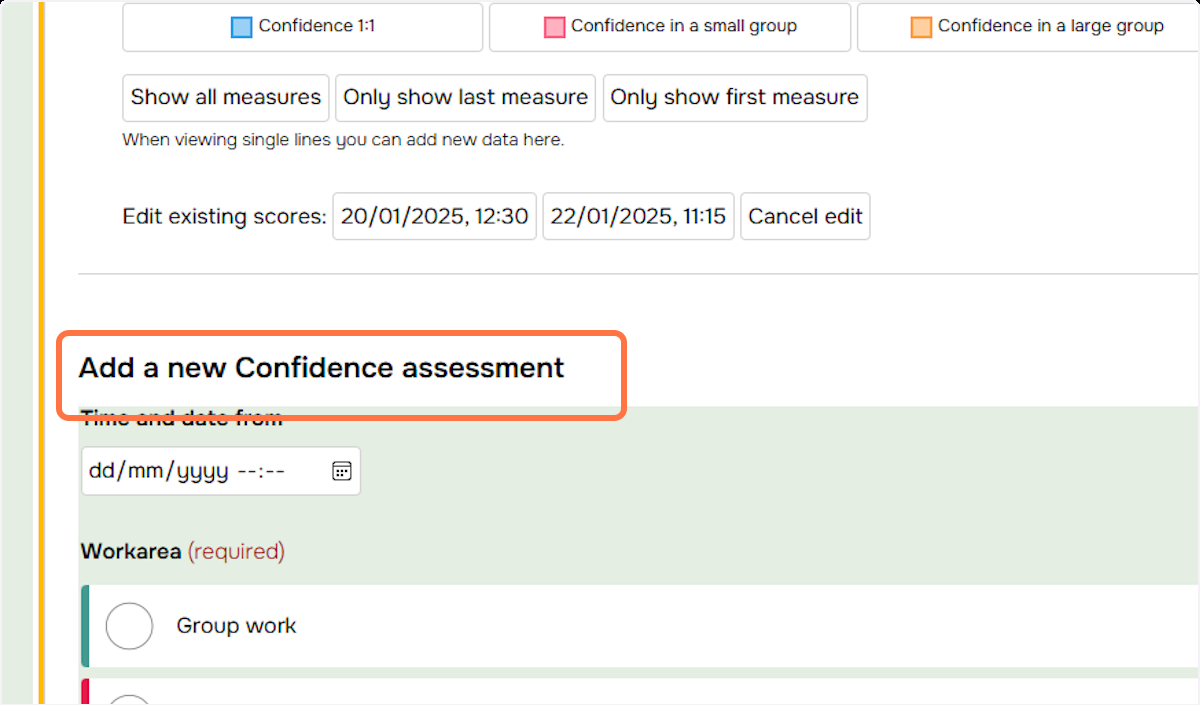 Confidence 1:1 Confidence in a small group Confidence in a large group
Show all measures Only show last measure Only show first measure
When viewing single lines you can add new data here.
Edit existing scores: 20/01/2025, 12:30 22/01/2025, 11:15 Cancel edit
Add a new Confidence assessment
Time and date from
dd/mm/yyyy --:--
Workarea (required)
Group work